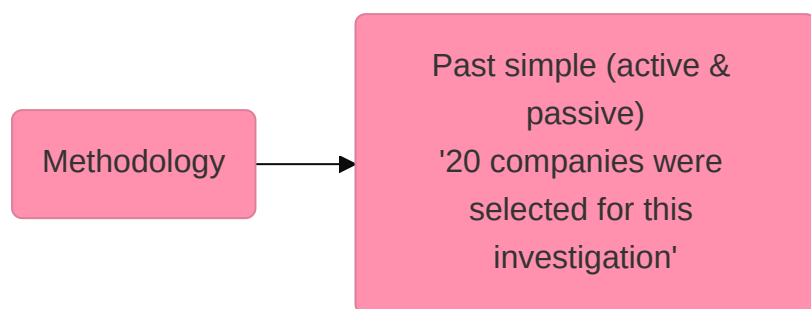 Methodology
Past simple (active &
passive)
'20 companies were
selected for this
investigation'